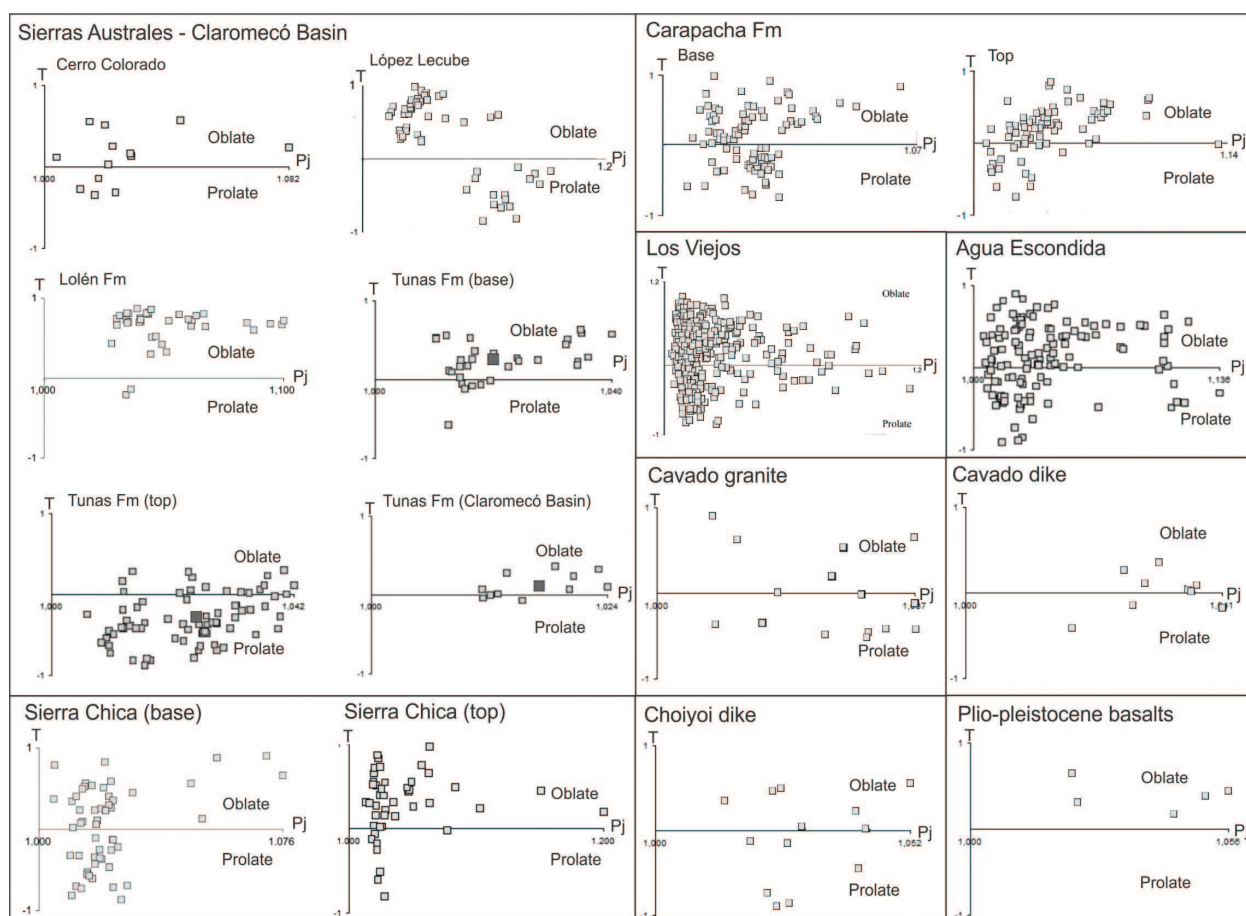 Sierras Australes - Claromecó Basin
Cerro Colorado
T
1
Oblate
Pj
1.000
1.082
Prolate
-1
López Lecube
T
1
Oblate
Pj
1.2
Prolate
-1
Lolén Fm
T
1
Oblate
Pj
1,000
1,100
Prolate
-1
Tunas Fm (base)
T
1
Oblate
Pj
1,000
1,040
Prolate
-1
Tunas Fm (top)
T
1
Oblate
Pj
1,000
1,042
Prolate
-1
Tunas Fm (Claromecó Basin)
T
1
Oblate
Pj
1,000
1,024
Prolate
-1
Carapacha Fm
Base
T
1
Oblate
Pj
1.07
Prolate
-1
Top
T
1
Oblate
Pj
1.14
Prolate
-1
Los Viejos
T
1.2
Oblate
Pj
1.2
Prolate
-1
Agua Escondida
T
1
Oblate
Pj
1,136
Prolate
-1
Cavado granite
T
1
Oblate
Pj
1,000
Prolate
-1
Cavado dike
T
1
Oblate
Pj
1,000
Prolate
-1
Sierra Chica (base)
T
1
Oblate
Pj
1.000
1.076
Prolate
-1
Sierra Chica (top)
T
1
Oblate
Pj
1.000
1.200
Prolate
-1
Choiyoi dike
T
1
Oblate
Pj
1,000
1,052
Prolate
-1
Plio-pleistocene basalts
T
1
Oblate
Pj
1,000
1,056
Prolate
-1